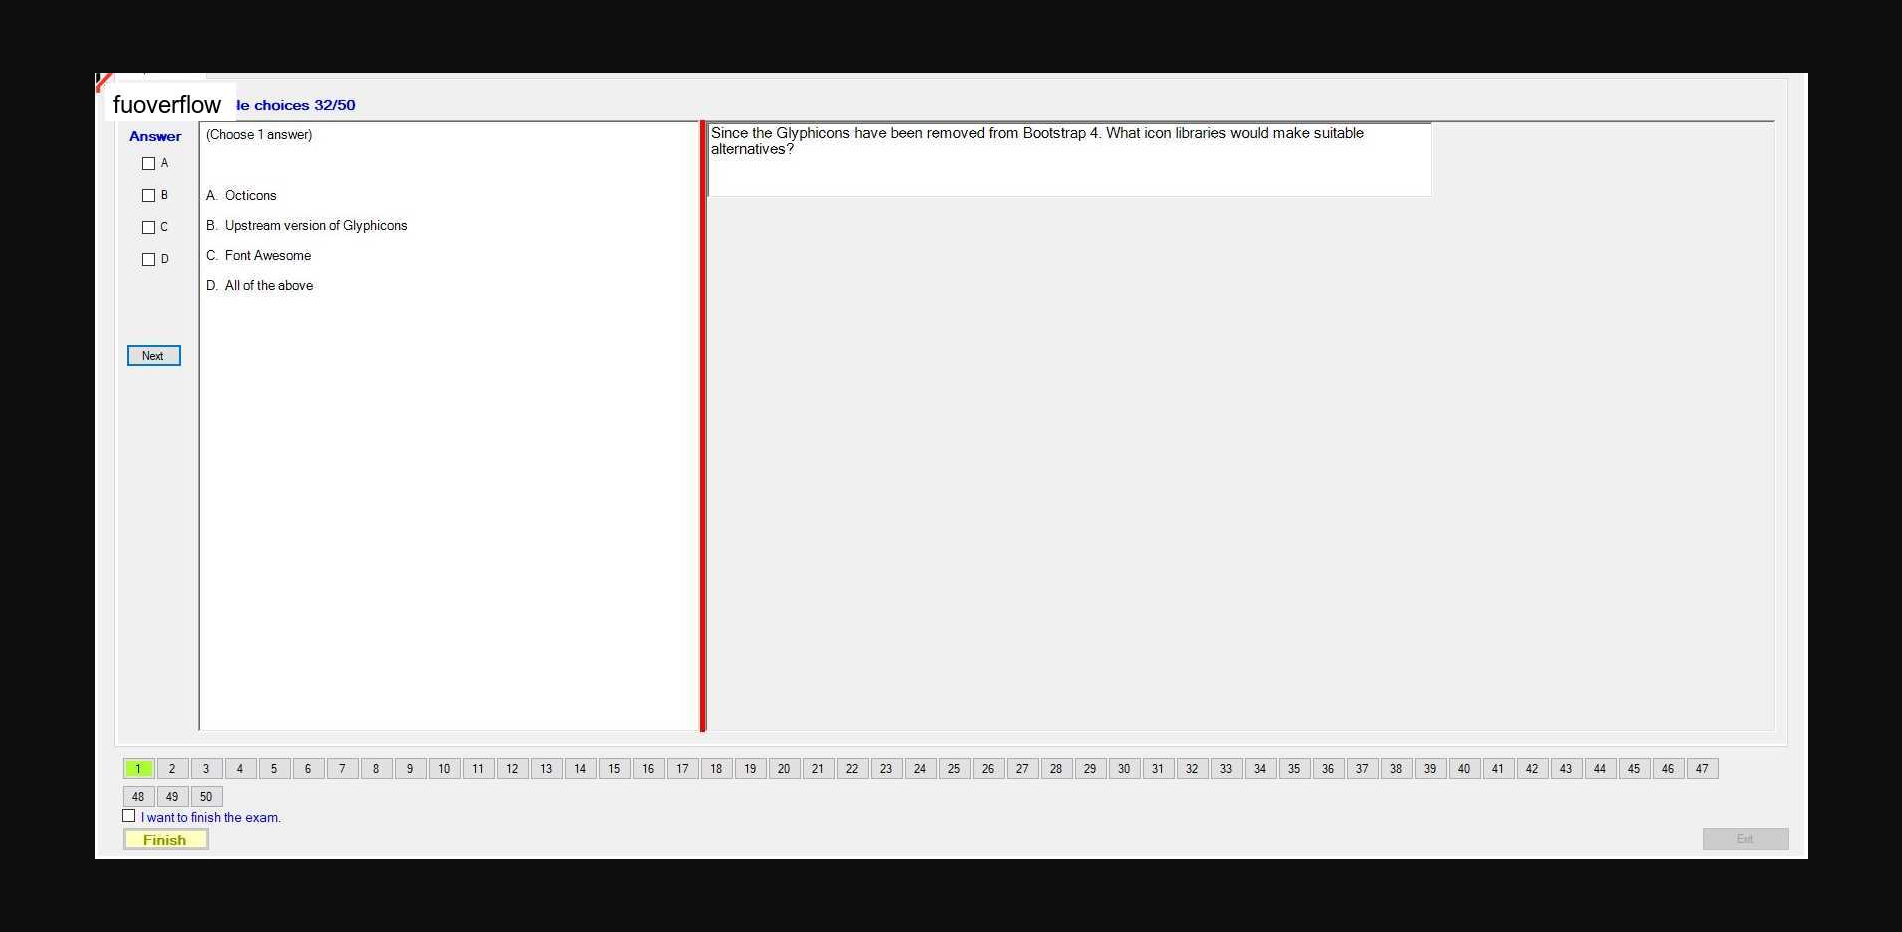 fuoverflow le choices 32/50
Answer
(Choose 1 answer)
A
B
C
D
A. Octicons
B. Upstream version of Glyphicons
C. Font Awesome
D. All of the above
Next
Since the Glyphicons have been removed from Bootstrap 4. What icon libraries would make suitable
alternatives?
1 2 3 4 5 6 7 8 9 10 11 12 13 14 15 16 17 18 19 20 21 22 23 24 25 26 27 28 29 30 31 32 33 34 35 36 37 38 39 40 41 42 43 44 45 46 47
48 49 50
I want to finish the exam.
Finish
Exit